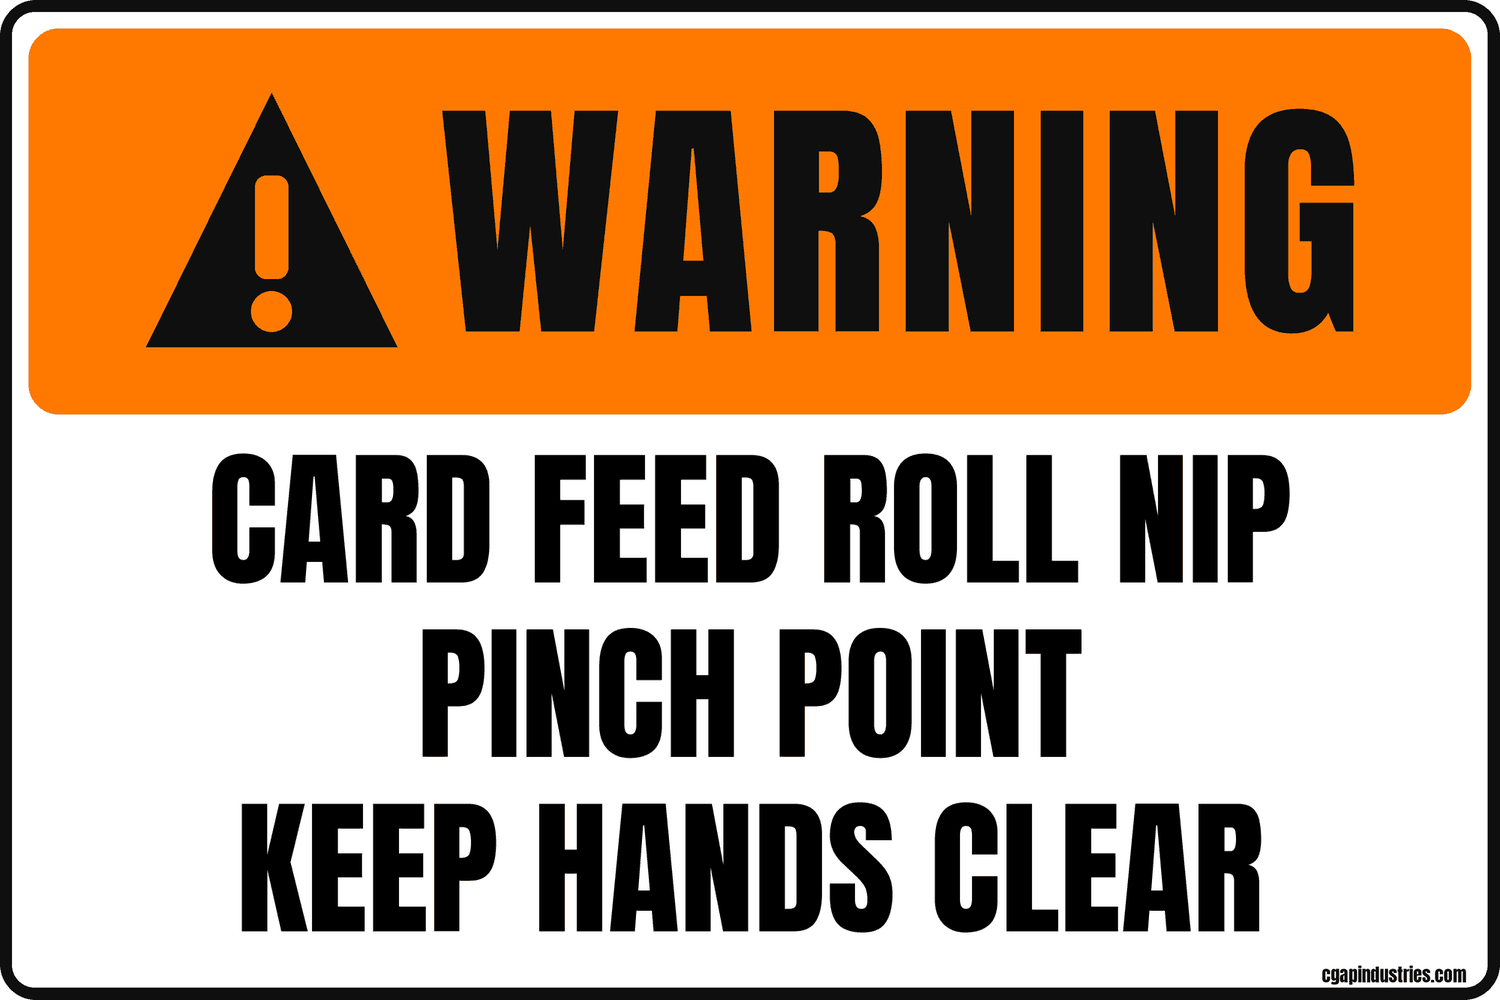 WARNING
CARD FEED ROLL NIP
PINCH POINT
KEEP HANDS CLEAR
cgapindustries.com